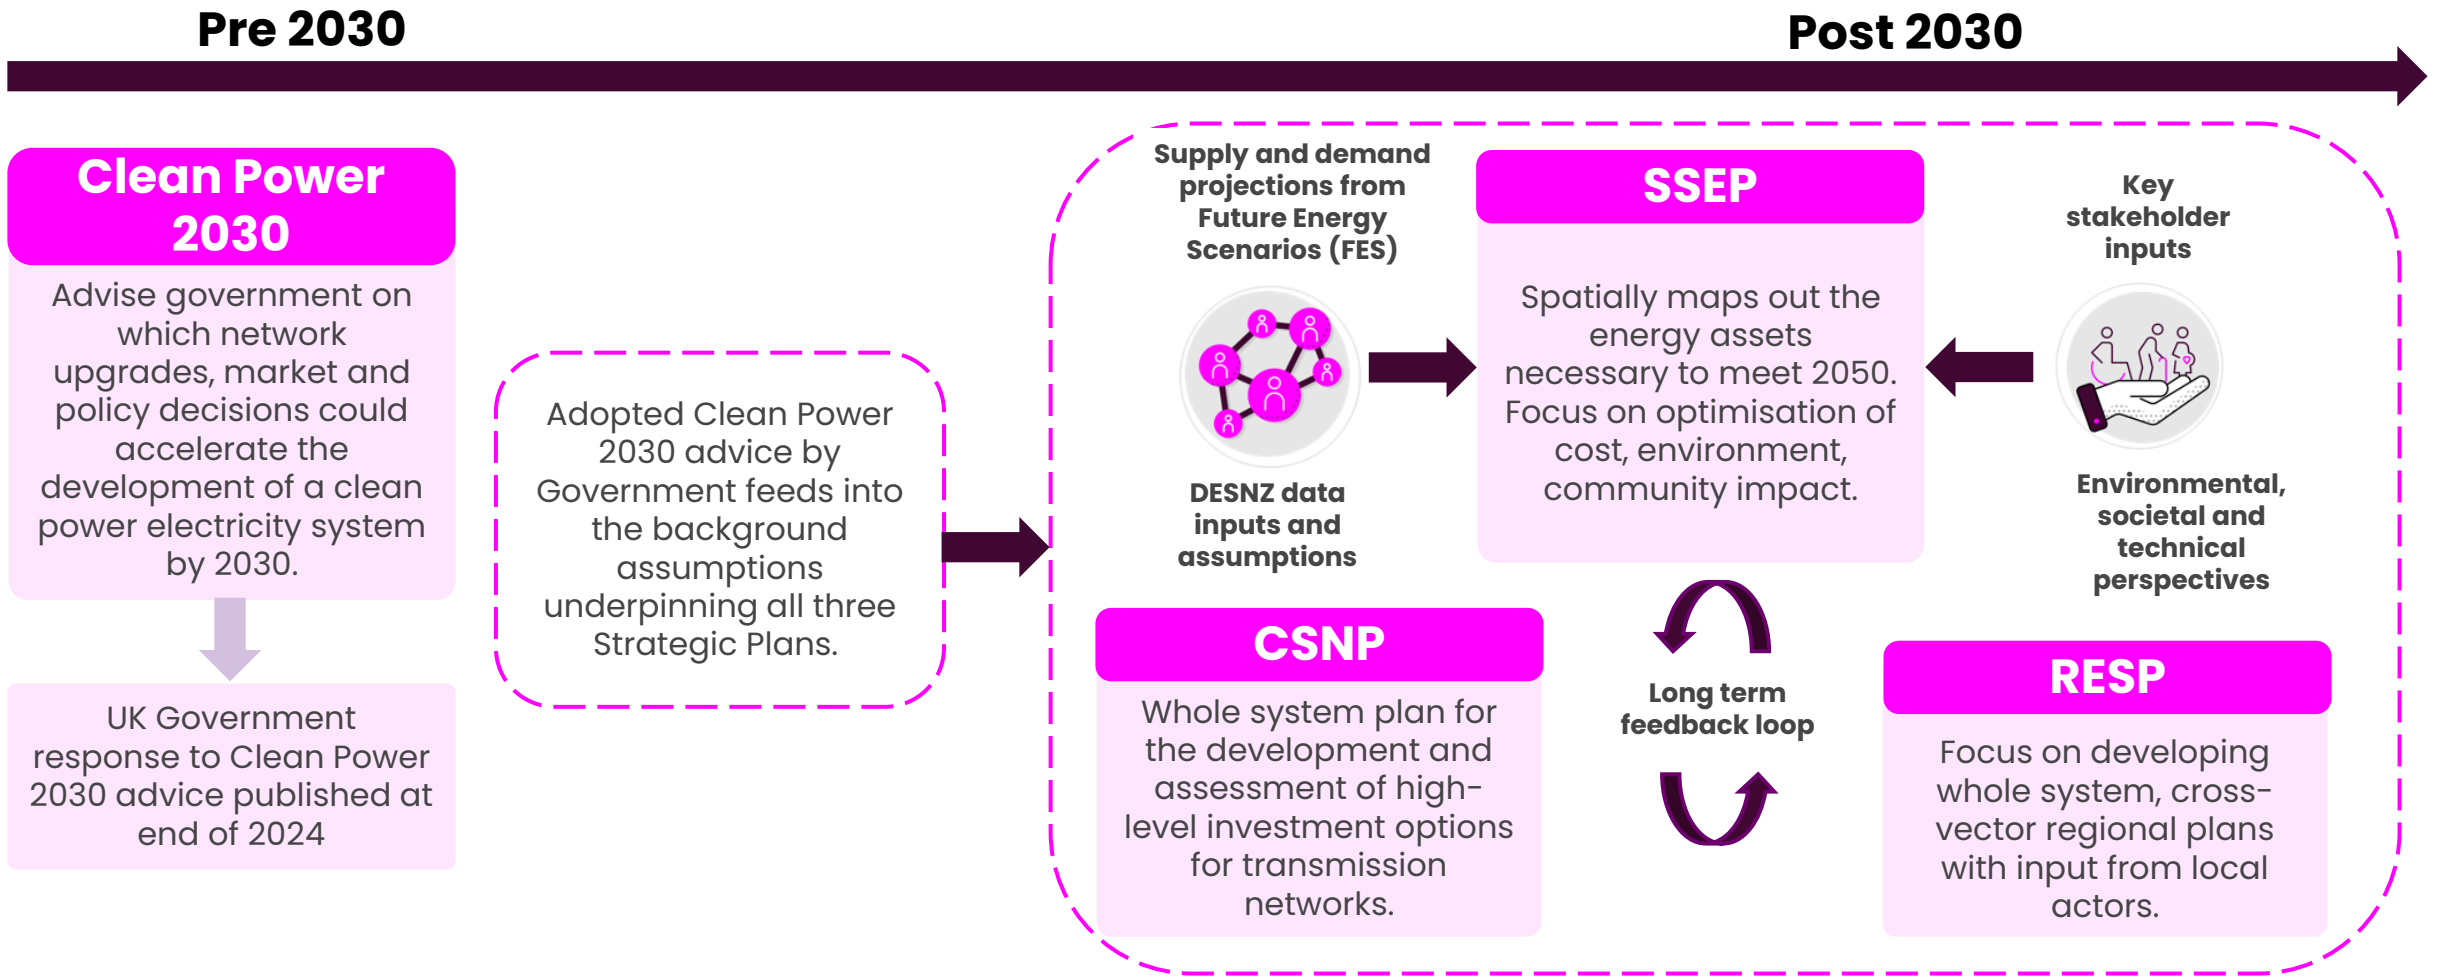 Pre 2030
Post 2030
Clean Power
2030
Advise government on
which network
upgrades, market and
policy decisions could
accelerate the
development of a clean
power electricity system
by 2030.
UK Government
response to Clean Power
2030 advice published at
end of 2024
Adopted Clean Power
2030 advice by
Government feeds into
the background
assumptions
underpinning all three
Strategic Plans.
Supply and demand
projections from
Future Energy
Scenarios (FES)
DESNZ data
inputs and
assumptions
SSEP
Spatially maps out the
energy assets
necessary to meet 2050.
Focus on optimisation of
cost, environment,
community impact.
Key
stakeholder
inputs
Environmental,
societal and
technical
perspectives
CSNP
Whole system plan for
the development and
assessment of high-
level investment options
for transmission
networks.
Long term
feedback loop
RESP
Focus on developing
whole system, cross-
vector regional plans
with input from local
actors.